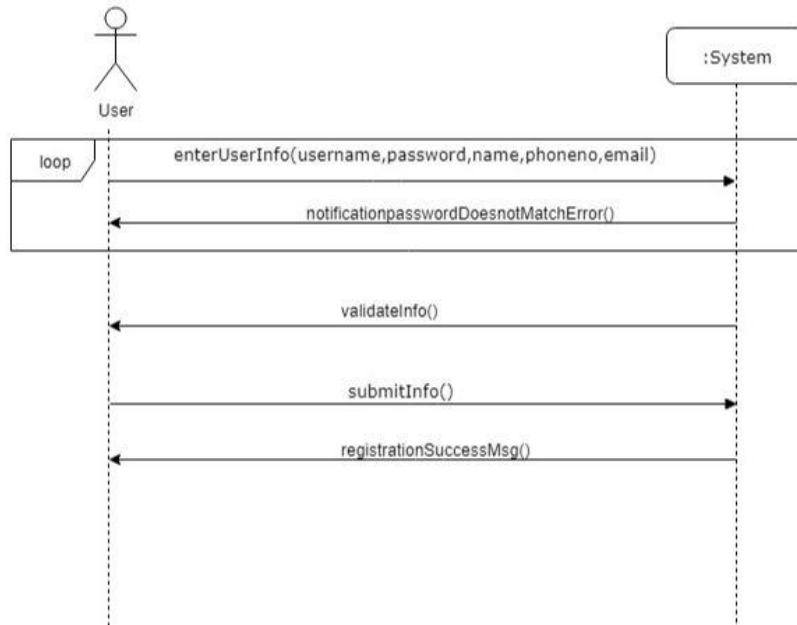 :System
User
loop
enterUserInfo(username,password,name,phoneno,email)
notificationpasswordDoesnotMatchError()
validateInfo()
submitInfo()
registrationSuccessMsg()